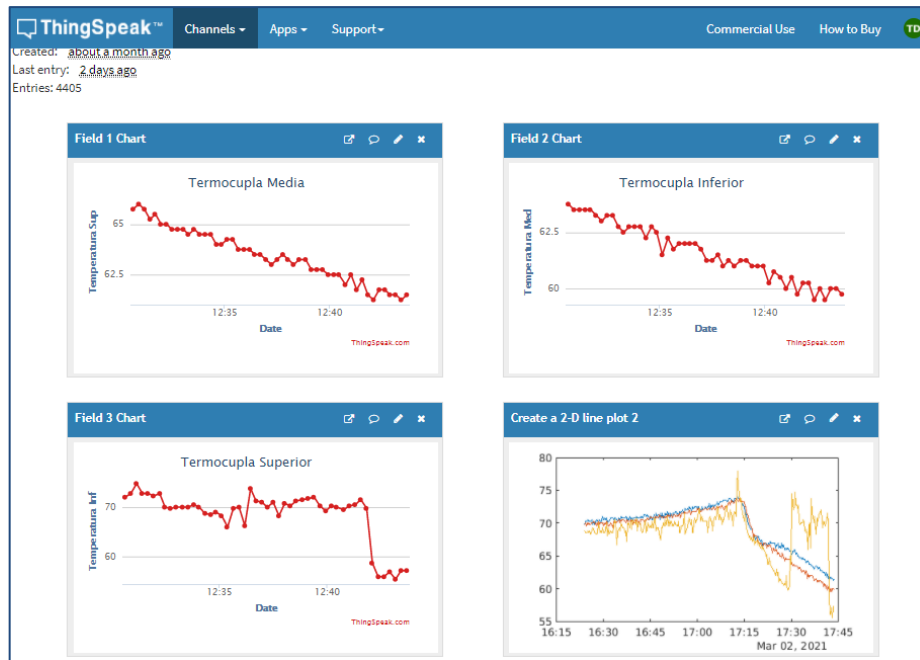 ThingSpeak™ Channels Apps Support Commercial Use How to Buy TD
Created: about a month ago
Last entry: 2 days ago
Entries: 4405
Field 1 Chart
Termocupla Media
Temperatura Sup
65
62.5
12:35 12:40
Date
ThingSpeak.com
Field 2 Chart
Termocupla Inferior
Temperatura Med
62.5
60
12:35 12:40
Date
ThingSpeak.com
Field 3 Chart
Termocupla Superior
Temperatura Inf
70
60
12:35 12:40
Date
ThingSpeak.com
Create a 2-D line plot 2
80
75
70
65
60
55
16:15 16:30 16:45 17:00 17:15 17:30 17:45
Mar 02, 2021